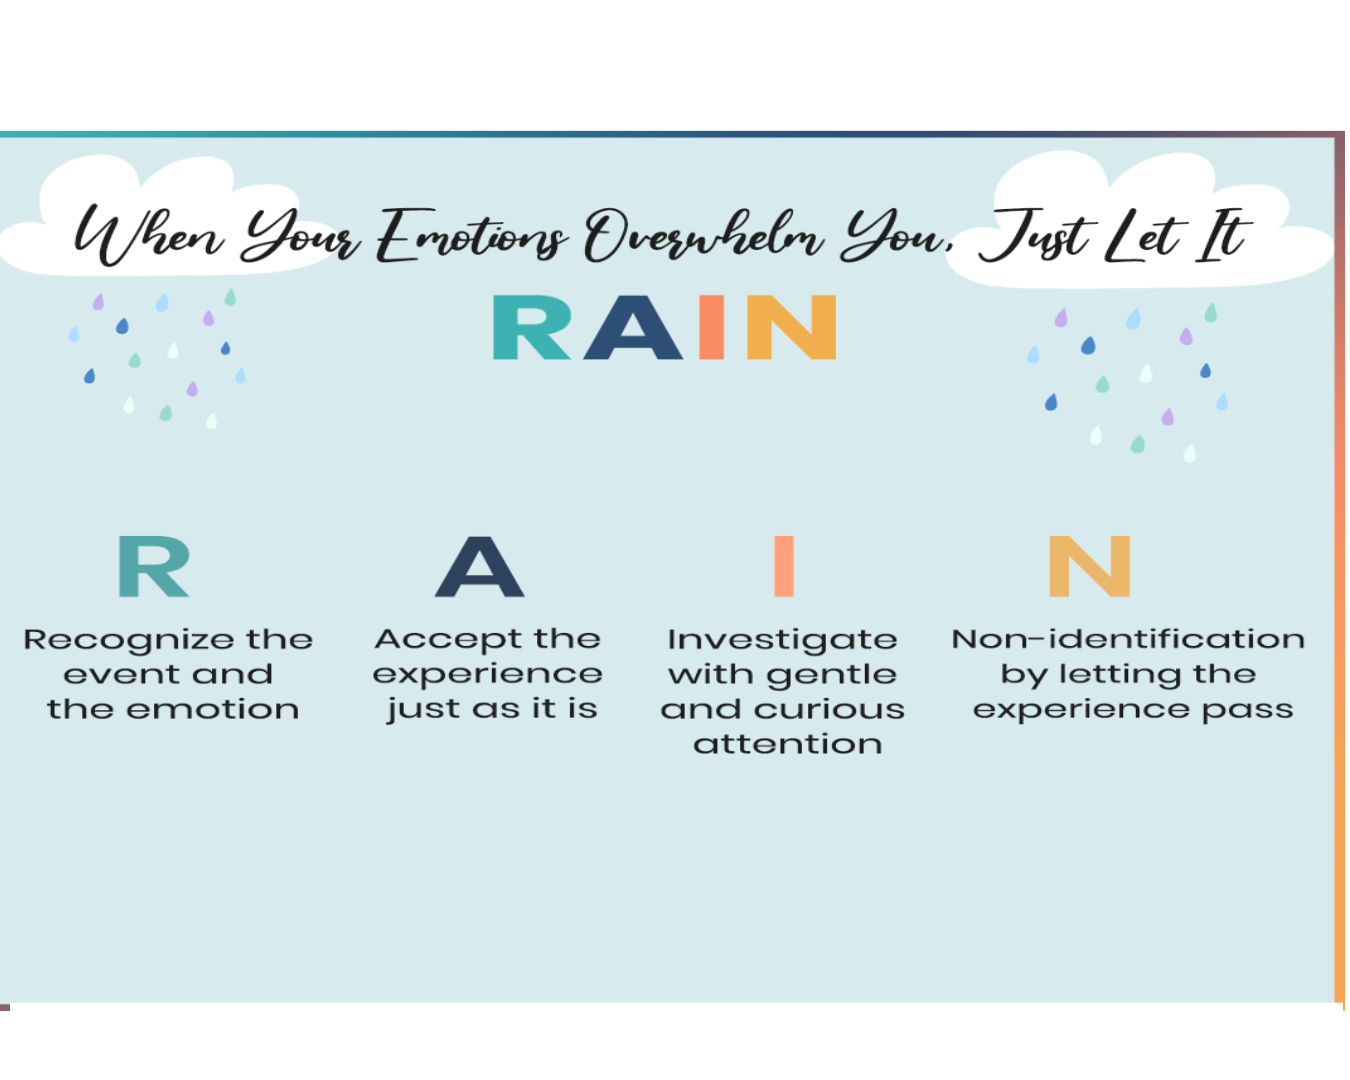 When Your Emotions Overwhelm You, Just Let It
RAIN
R
Recognize the
event and
the emotion
A
Accept the
experience
just as it is
I
Investigate
with gentle
and curious
attention
N
Non-identification
by letting the
experience pass